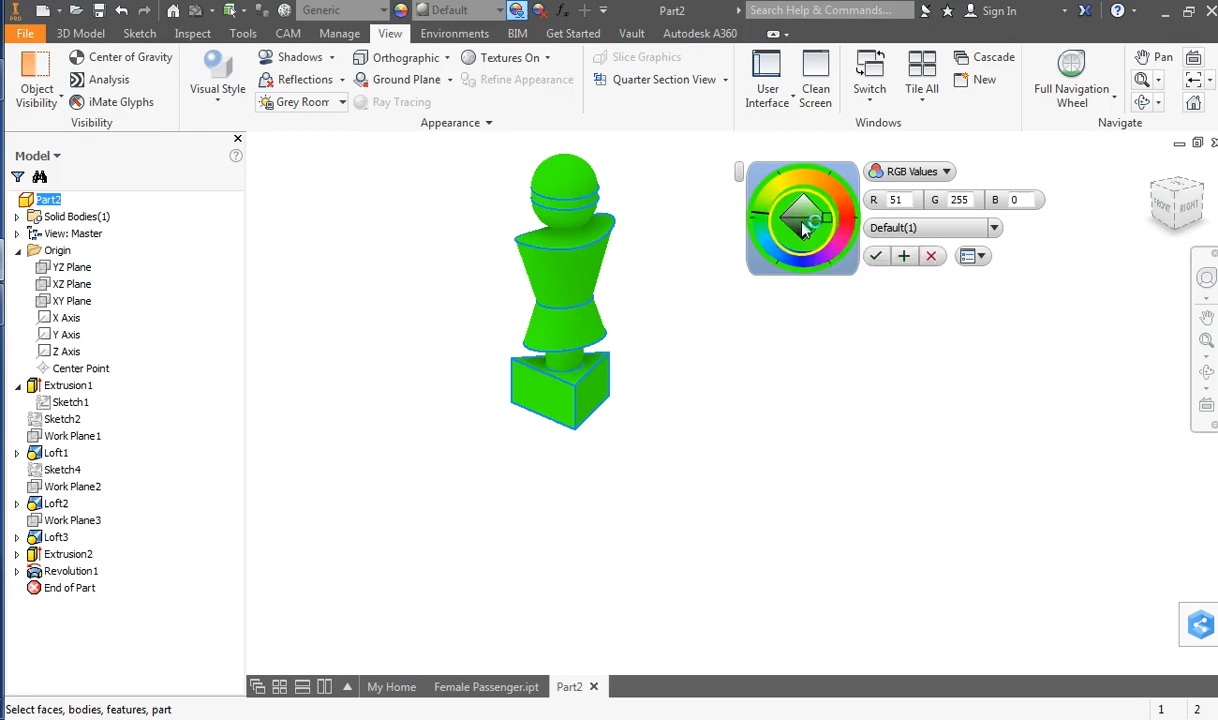 PRO
Generic
Default
Part2
Search Help & Commands...
Sign In
File
3D Model
Sketch
Inspect
Tools
CAM
Manage
View
Environments
BIM
Get Started
Vault
Autodesk A360
Object
Visibility
Center of Gravity
Analysis
iMate Glyphs
Visibility
Visual Style
Shadows
Reflections
Grey Room
Orthographic
Ground Plane
Ray Tracing
Textures On
Refine Appearance
Appearance
Slice Graphics
Quarter Section View
User
Interface
Clean
Screen
Switch
Tile All
Cascade
New
Windows
Full Navigation
Wheel
Pan
Navigate
Model
Part2
Solid Bodies(1)
View: Master
Origin
YZ Plane
XZ Plane
XY Plane
X Axis
Y Axis
Z Axis
Center Point
Extrusion1
Sketch1
Sketch2
Work Plane1
Loft1
Sketch4
Work Plane2
Loft2
Work Plane3
Loft3
Extrusion2
Revolution1
End of Part
RGB Values
R 51 G 255 B 0
Default(1)
FRONT RIGHT
My Home
Female Passenger.ipt
Part2
Select faces, bodies, features, part
1 2